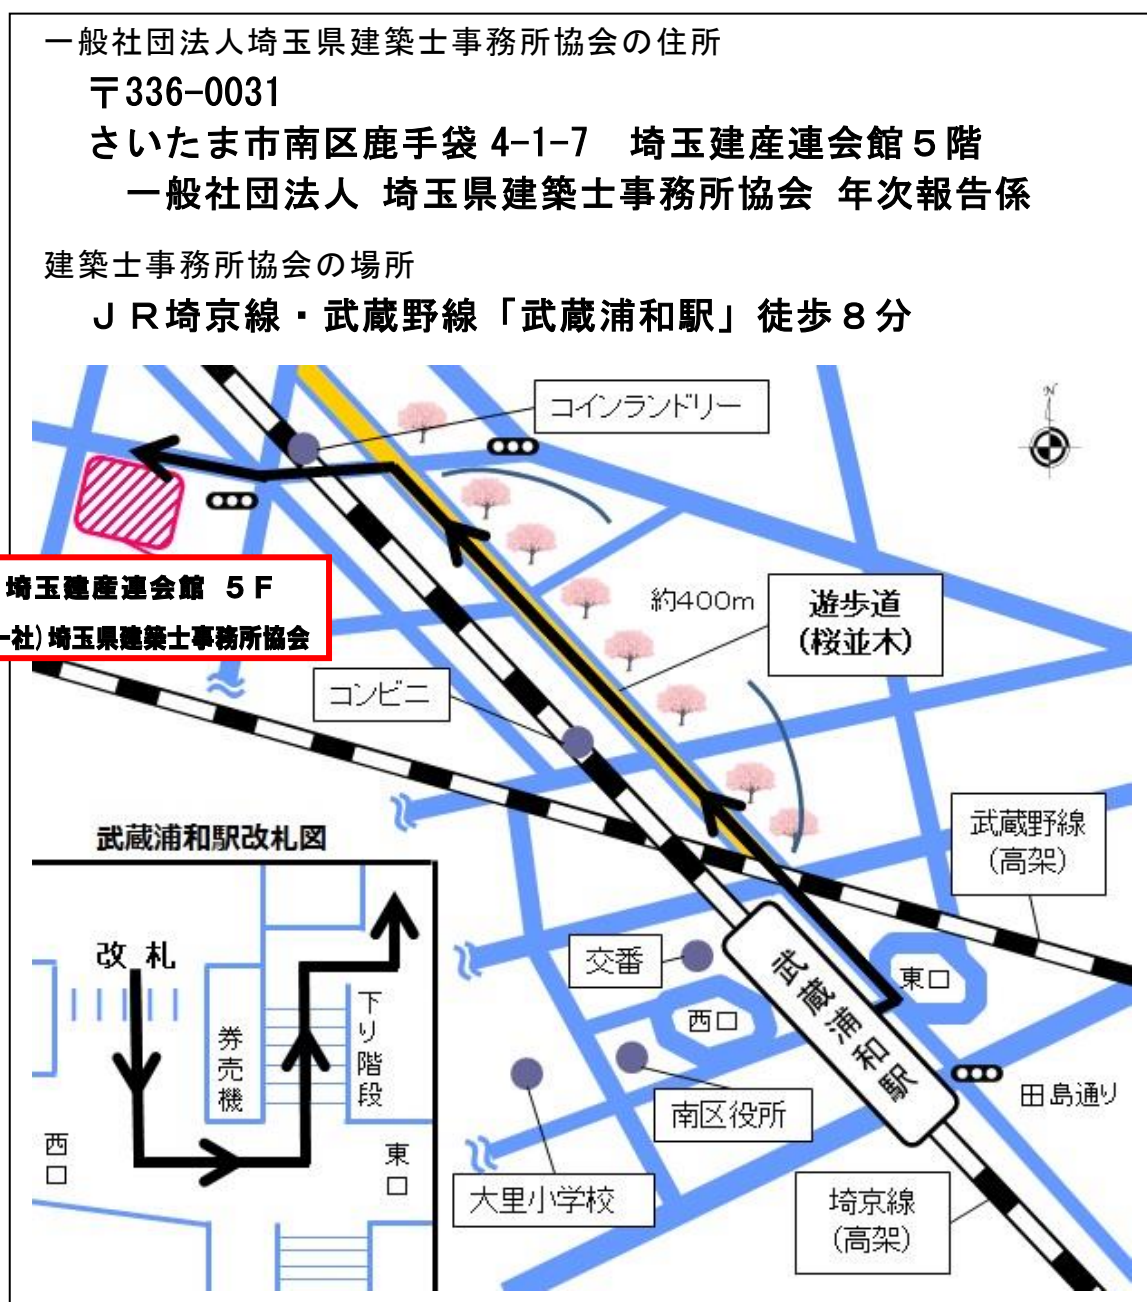 一般社団法人埼玉県建築士事務所協会の住所
〒336-0031
さいたま市南区鹿手袋 4-1-7　埼玉建産連会館５階
一般社団法人 埼玉県建築士事務所協会 年次報告係
建築士事務所協会の場所
ＪＲ埼京線・武蔵野線「武蔵浦和駅」徒歩８分
コインランドリー
N
埼玉建産連会館 ５Ｆ
一社)埼玉県建築士事務所協会
約400m
遊歩道
(桜並木)
コンビニ
武蔵野線
(高架)
武蔵浦和駅改札図
改 札
券売機
下り階段
西口
東口
交番
西口
東口
武蔵浦和駅
田島通り
南区役所
大里小学校
埼京線
(高架)